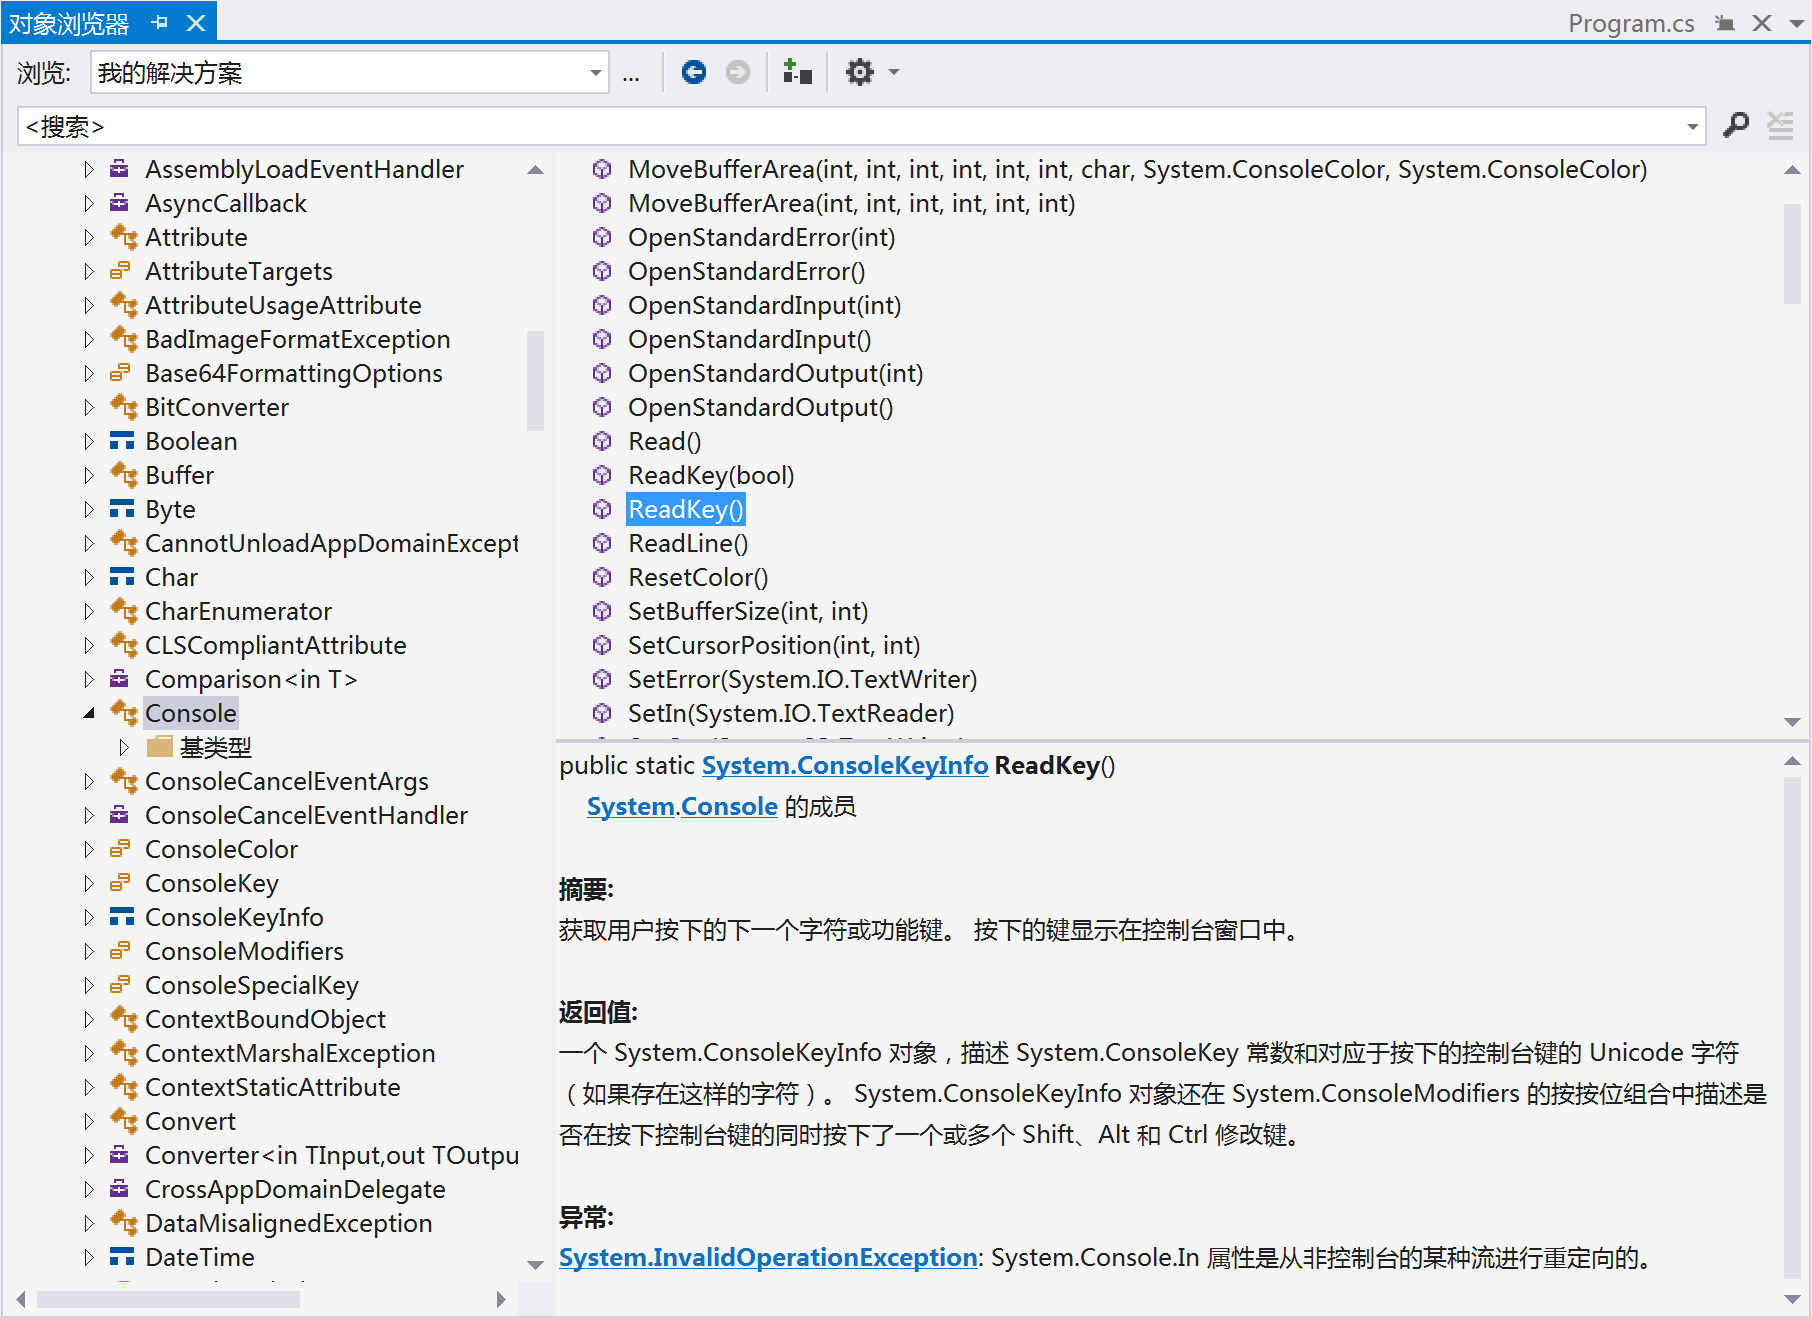 对象浏览器
Program.cs
浏览:
我的解决方案
...
<搜索>
AssemblyLoadEventHandler
AsyncCallback
Attribute
AttributeTargets
AttributeUsageAttribute
BadImageFormatException
Base64FormattingOptions
BitConverter
Boolean
Buffer
Byte
CannotUnloadAppDomainExcept
Char
CharEnumerator
CLSCompliantAttribute
Comparison<in T>
Console
基类型
ConsoleCancelEventArgs
ConsoleCancelEventHandler
ConsoleColor
ConsoleKey
ConsoleKeyInfo
ConsoleModifiers
ConsoleSpecialKey
ContextBoundObject
ContextMarshalException
ContextStaticAttribute
Convert
Converter<in TInput,out TOutpu
CrossAppDomainDelegate
DataMisalignedException
DateTime
MoveBufferArea(int, int, int, int, int, int, char, System.ConsoleColor, System.ConsoleColor)
MoveBufferArea(int, int, int, int, int, int)
OpenStandardError(int)
OpenStandardError()
OpenStandardInput(int)
OpenStandardInput()
OpenStandardOutput(int)
OpenStandardOutput()
Read()
ReadKey(bool)
ReadKey()
ReadLine()
ResetColor()
SetBufferSize(int, int)
SetCursorPosition(int, int)
SetError(System.IO.TextWriter)
SetIn(System.IO.TextReader)
public static System.ConsoleKeyInfo ReadKey()
System.Console 的成员
摘要:
获取用户按下的下一个字符或功能键。 按下的键显示在控制台窗口中。
返回值:
一个 System.ConsoleKeyInfo 对象，描述 System.ConsoleKey 常数和对应于按下的控制台键的 Unicode 字符
（如果存在这样的字符）。 System.ConsoleKeyInfo 对象还在 System.ConsoleModifiers 的按按位组合中描述是
否在按下控制台键的同时按下了一个或多个 Shift、Alt 和 Ctrl 修改键。
异常:
System.InvalidOperationException: System.Console.In 属性是从非控制台的某种流进行重定向的。